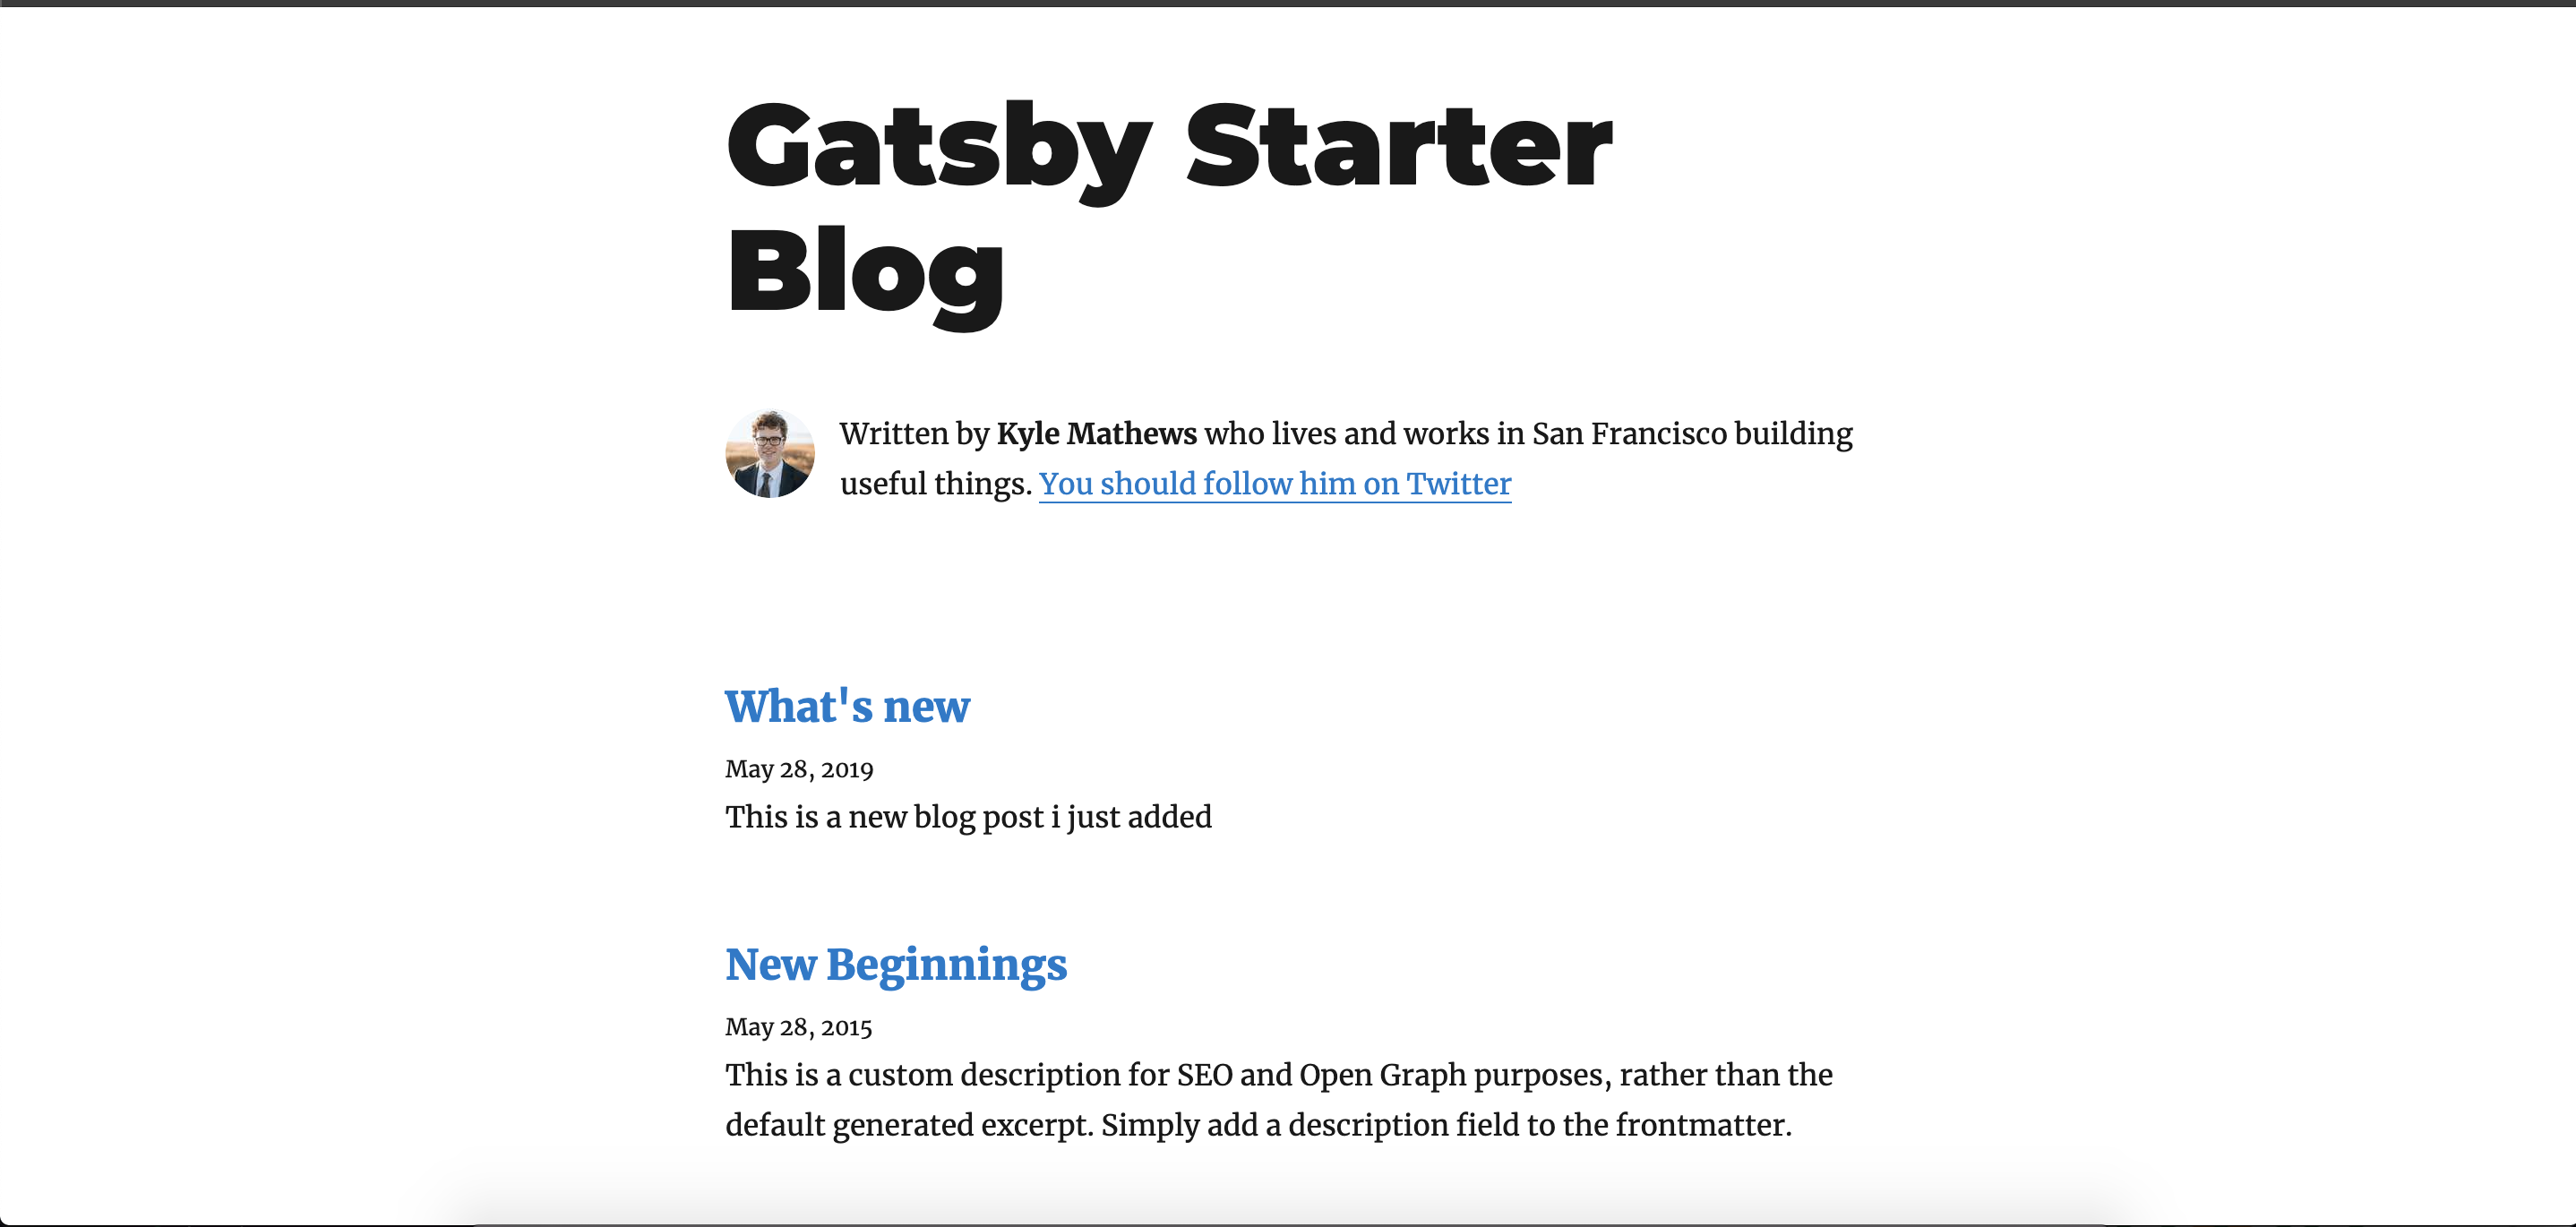 Gatsby Starter
Blog
Written by Kyle Mathews who lives and works in San Francisco building
useful things. You should follow him on Twitter
What's new
May 28, 2019
This is a new blog post i just added
New Beginnings
May 28, 2015
This is a custom description for SEO and Open Graph purposes, rather than the
default generated excerpt. Simply add a description field to the frontmatter.